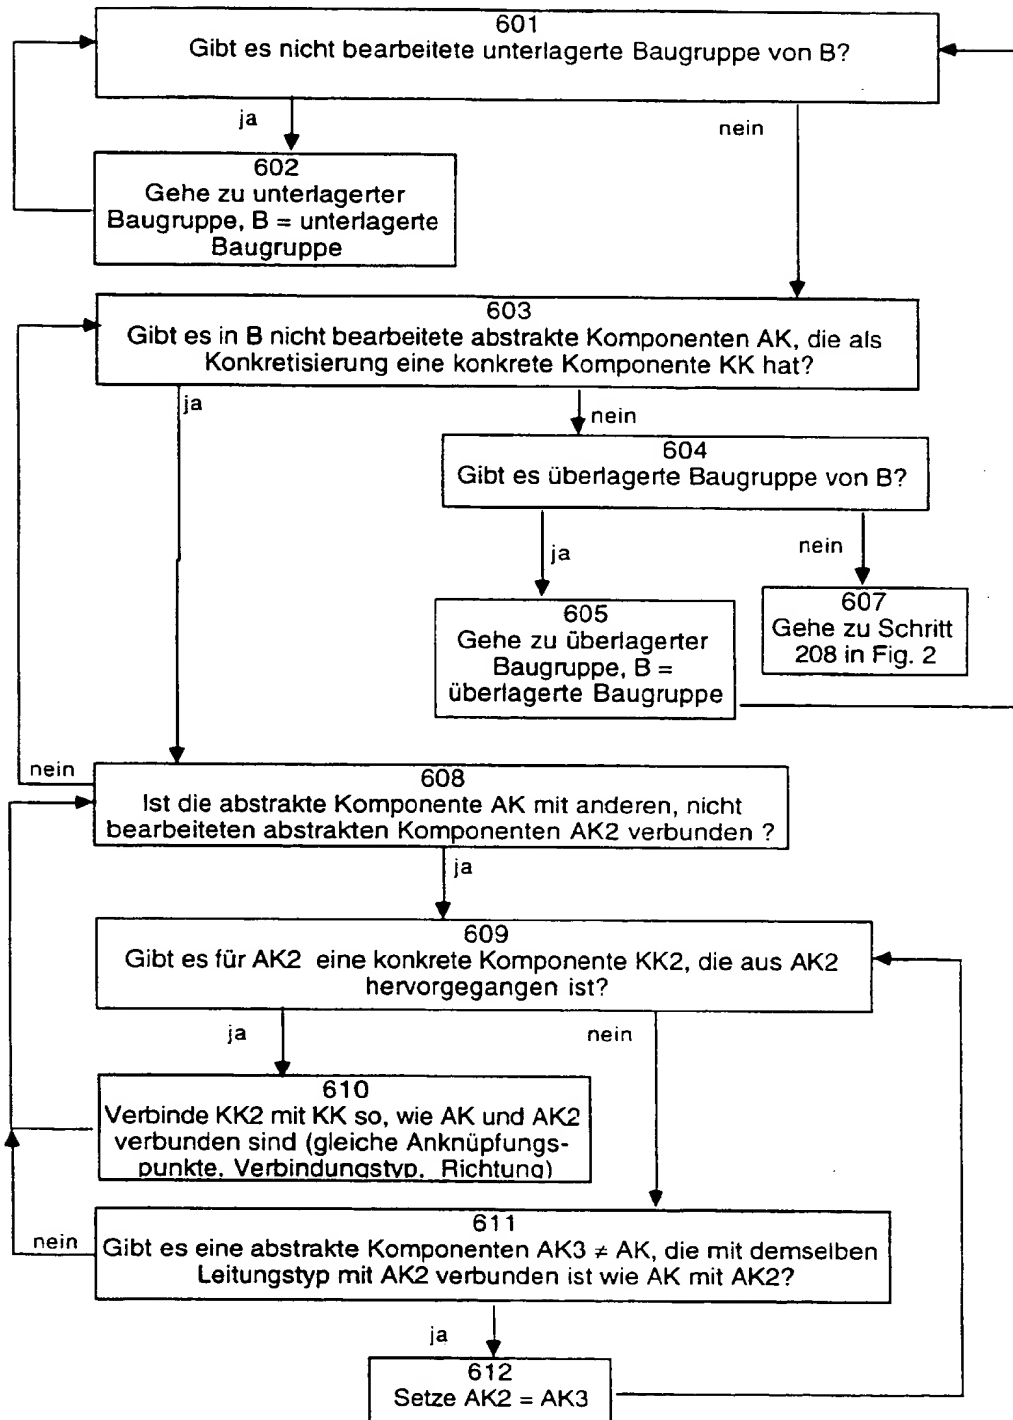 601
Gibt es nicht bearbeitete unterlagerte Baugruppe von B?
ja
nein
602
Gehe zu unterlagerter
Baugruppe, B = unterlagerte
Baugruppe
603
Gibt es in B nicht bearbeitete abstrakte Komponenten AK, die als
Konkretisierung eine konkrete Komponente KK hat?
ja
nein
604
Gibt es überlagerte Baugruppe von B?
ja
nein
605
Gehe zu überlagerter
Baugruppe, B =
überlagerte Baugruppe
607
Gehe zu Schritt
208 in Fig. 2
nein
608
Ist die abstrakte Komponente AK mit anderen, nicht
bearbeiteten abstrakten Komponenten AK2 verbunden ?
ja
609
Gibt es für AK2 eine konkrete Komponente KK2, die aus AK2
hervorgegangen ist?
ja
nein
610
Verbinde KK2 mit KK so, wie AK und AK2
verbunden sind (gleiche Anknüpfungs-
punkte, Verbindungstyp, Richtung)
nein
611
Gibt es eine abstrakte Komponenten AK3 ≠ AK, die mit demselben
Leitungstyp mit AK2 verbunden ist wie AK mit AK2?
ja
612
Setze AK2 = AK3